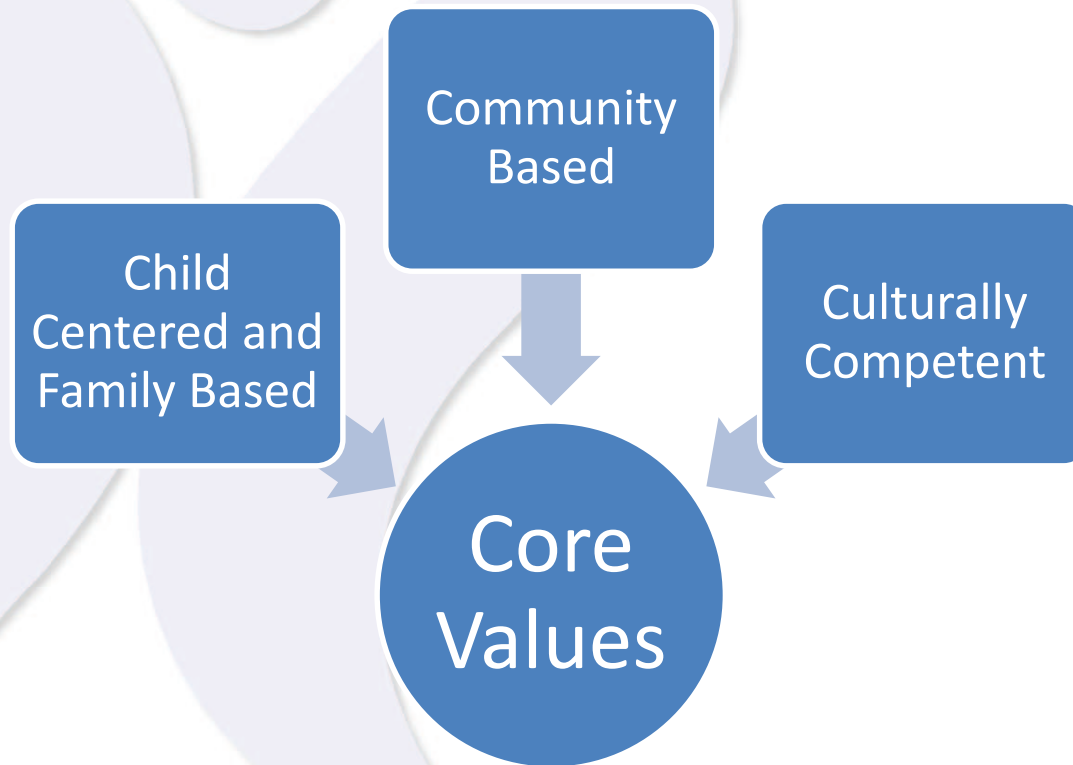 Community
Based
Child
Centered and
Family Based
Culturally
Competent
Core
Values